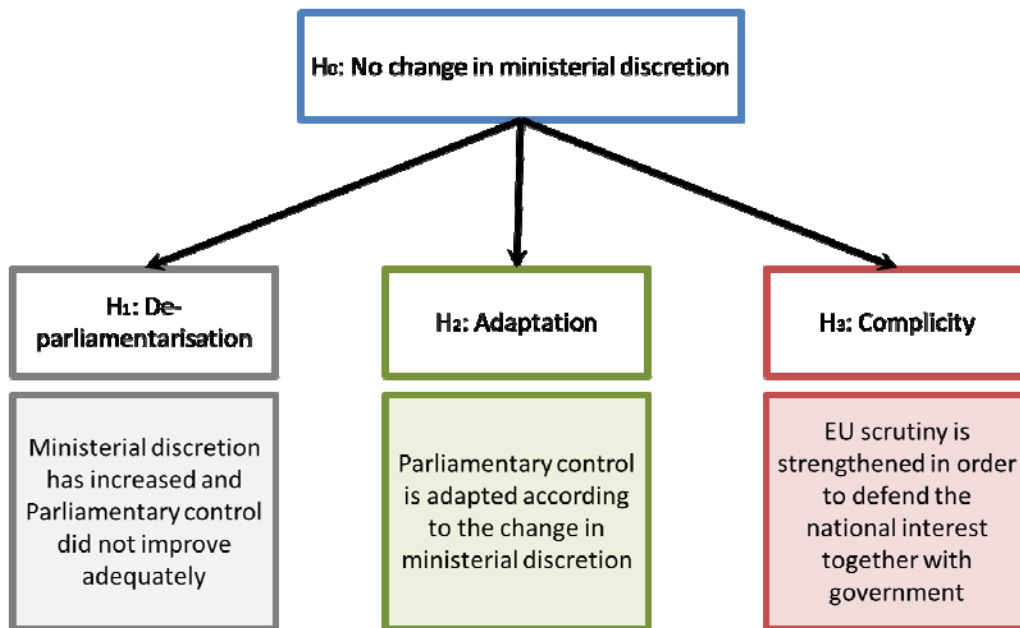 H0: No change in ministerial discretion
H1: De-
parliamentarisation
H2: Adaptation
H3: Complicity
Ministerial discretion
has increased and
Parliamentary control
did not improve
adequately
Parliamentary control
is adapted according
to the change in
ministerial discretion
EU scrutiny is
strengthened in order
to defend the
national interest
together with
government